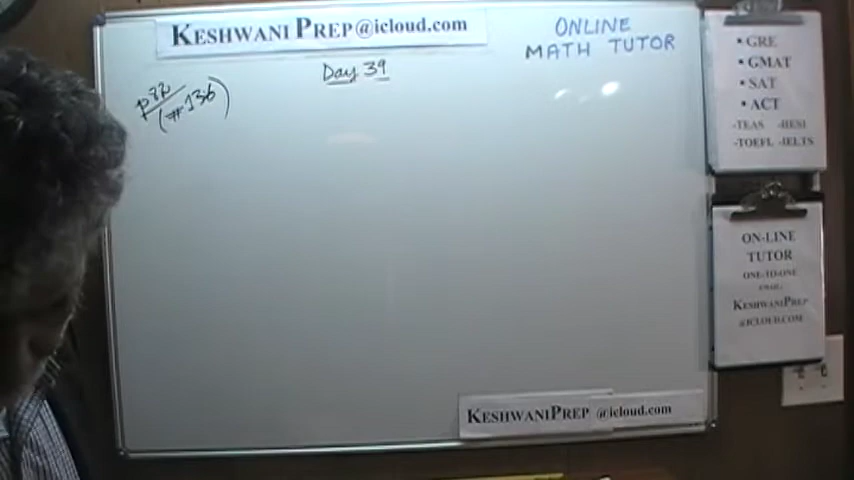 KESHWANI PREP@icloud.com
ONLINE
MATH TUTOR
Day 39
p82
(#136)
• GRE
• GMAT
• SAT
• ACT
-TEAS -HESI
-TOEFL -IELTS
ON-LINE
TUTOR
ONE-TO-ONE
EMAIL:
KESHWANIPREP
@ICLOUD.COM
KESHWANIPREP @icloud.com